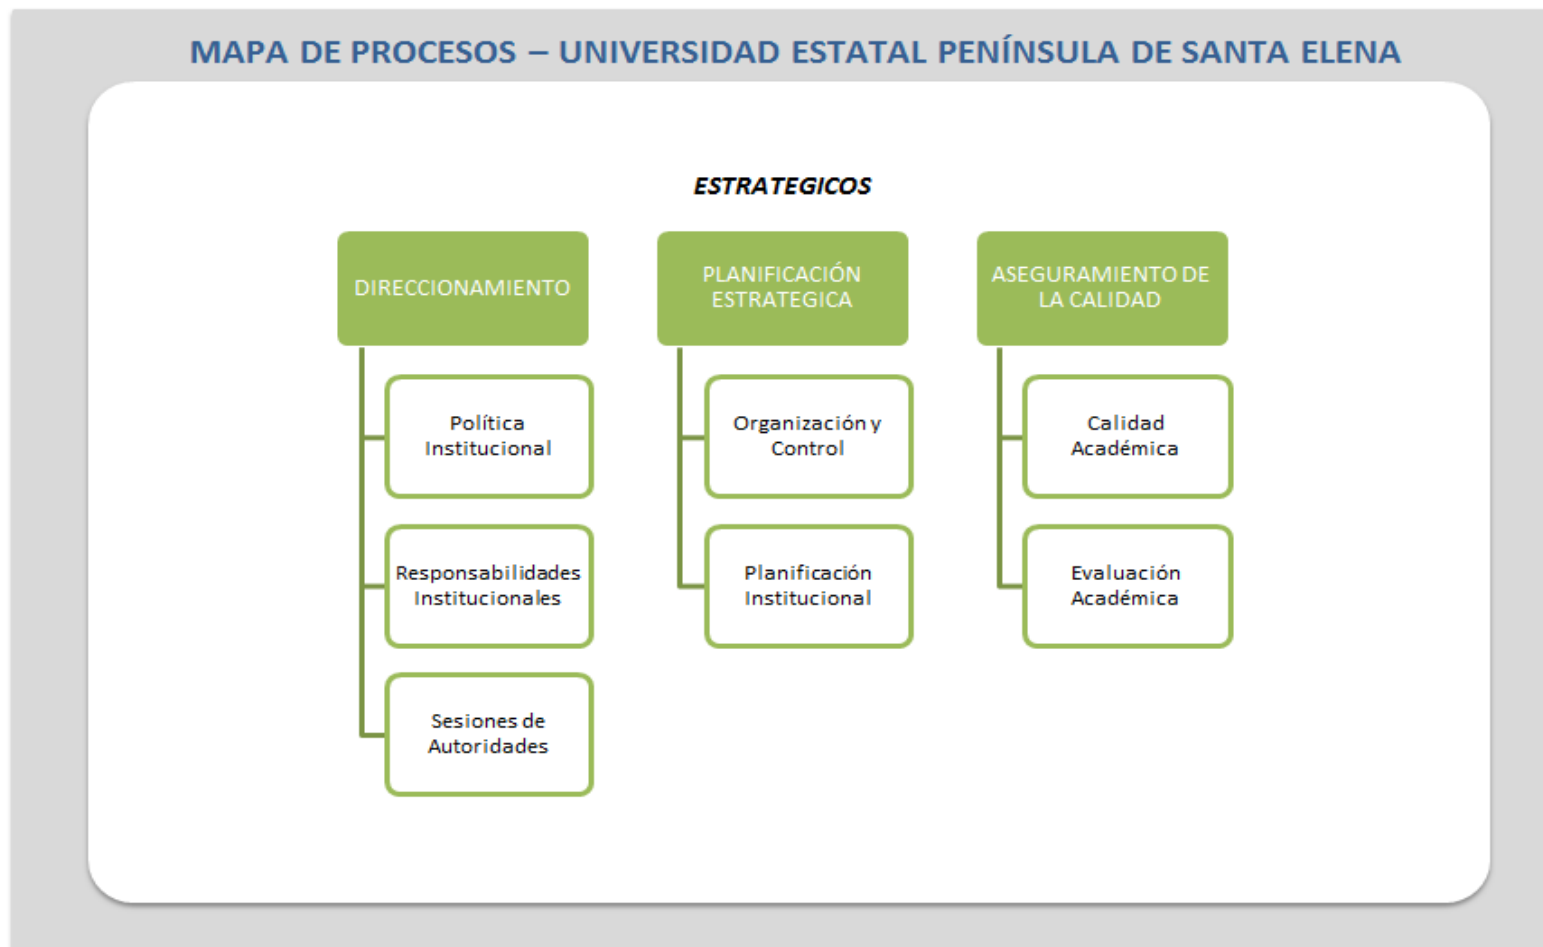 MAPA DE PROCESOS – UNIVERSIDAD ESTATAL PENÍNSULA DE SANTA ELENA
ESTRATEGICOS
DIRECCIONAMIENTO
Política
Institucional
Responsabilidades
Institucionales
Sesiones de
Autoridades
PLANIFICACIÓN
ESTRATEGICA
Organización y
Control
Planificación
Institucional
ASEGURAMIENTO DE
LA CALIDAD
Calidad
Académica
Evaluación
Académica